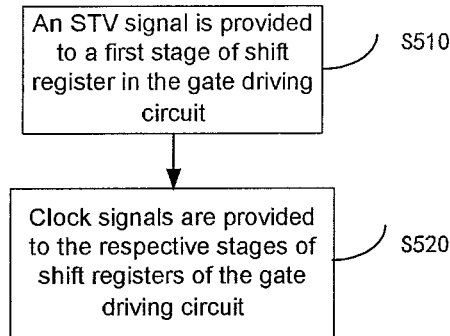 An STV signal is provided
to a first stage of shift
register in the gate driving
circuit
S510
Clock signals are provided
to the respective stages of
shift registers of the gate
driving circuit
S520